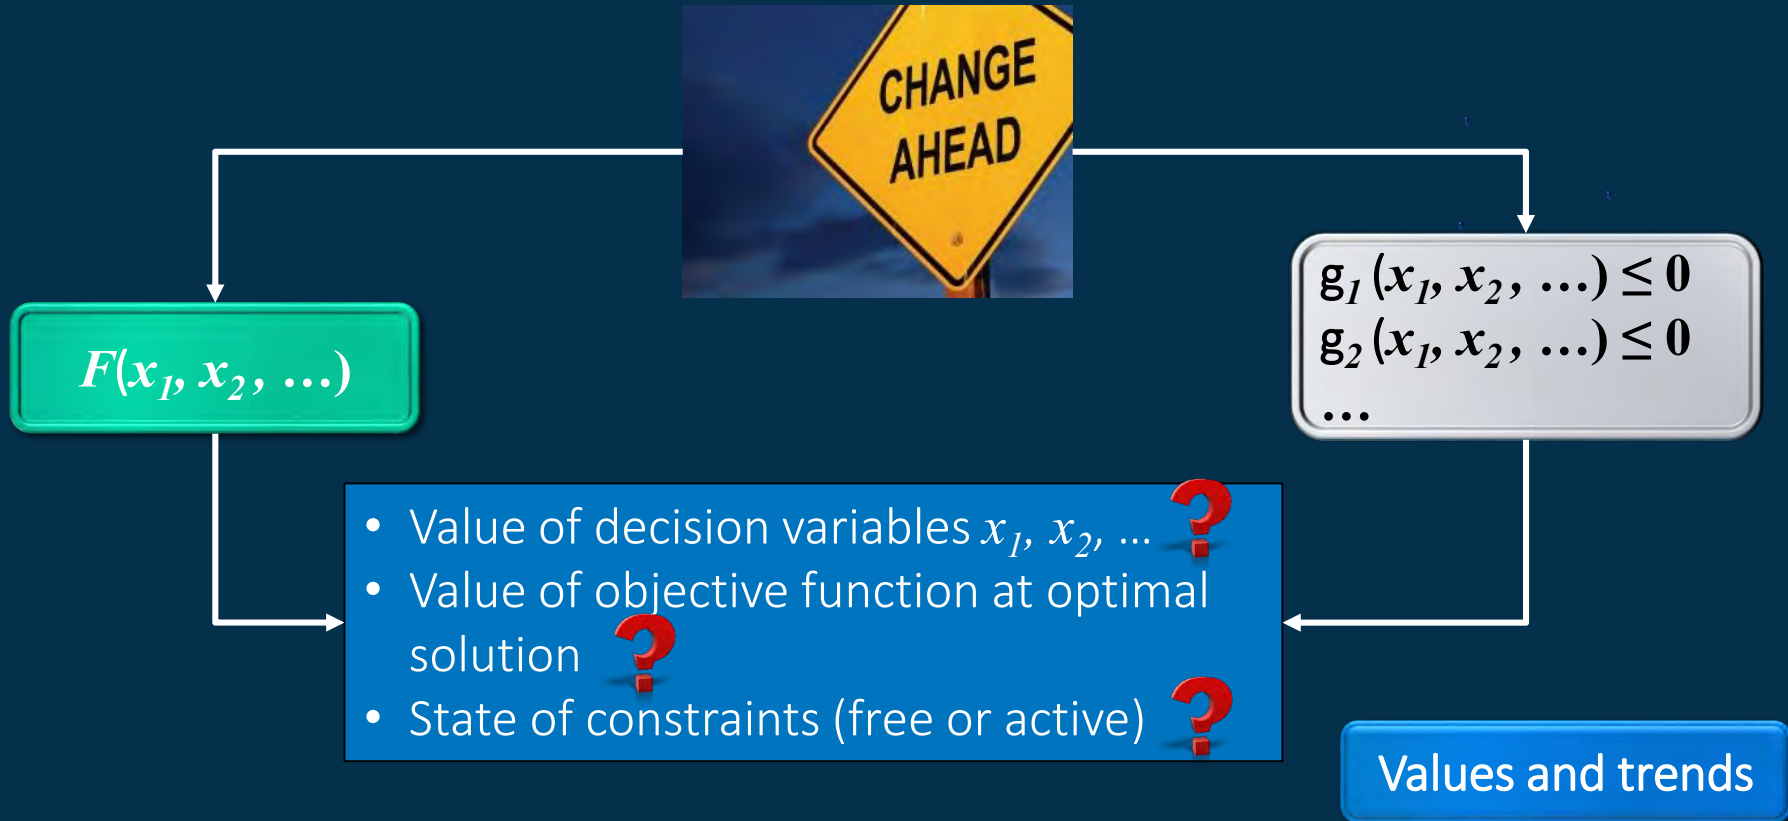 CHANGE
AHEAD
F(x₁, x₂, …)
g₁ (x₁, x₂, …) ≤ 0
g₂ (x₁, x₂, …) ≤ 0
…
• Value of decision variables x₁, x₂, …?
• Value of objective function at optimal
solution ?
• State of constraints (free or active) ?
Values and trends